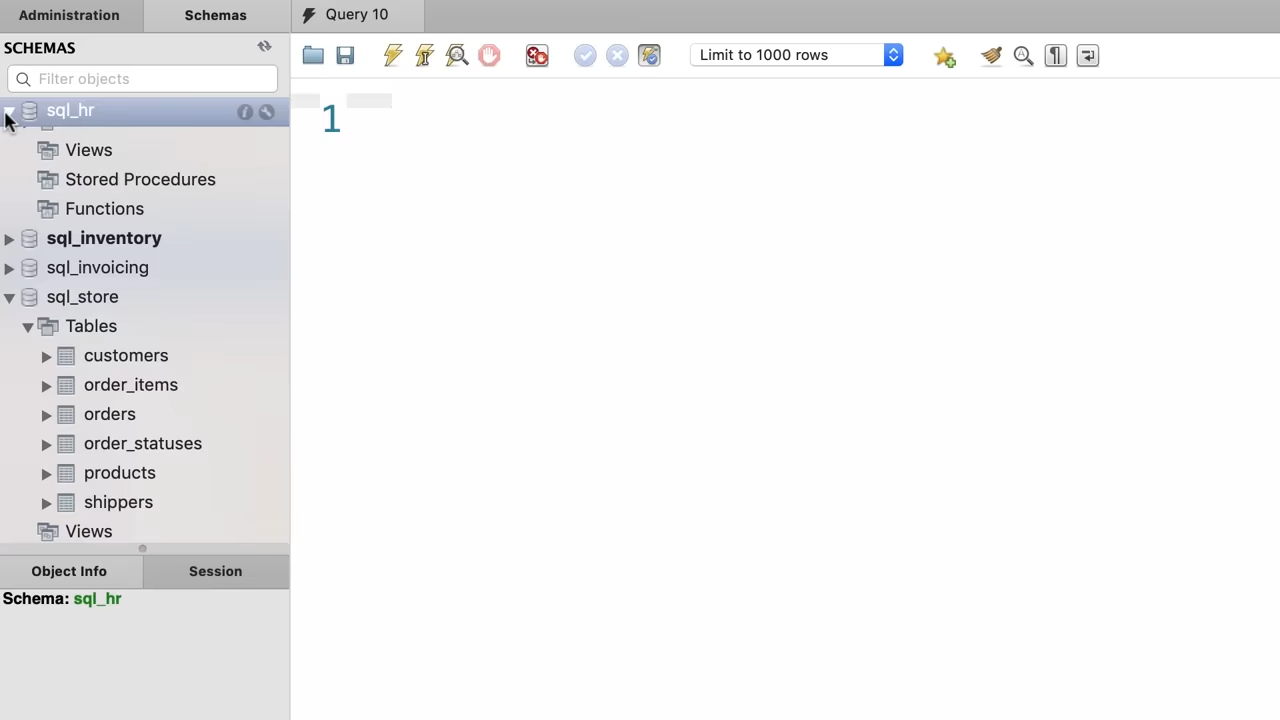 Administration
Schemas
Query 10
SCHEMAS
Limit to 1000 rows
Filter objects
sql_hr
1
Views
Stored Procedures
Functions
sql_inventory
sql_invoicing
sql_store
Tables
customers
order_items
orders
order_statuses
products
shippers
Views
Object Info
Session
Schema: sql_hr